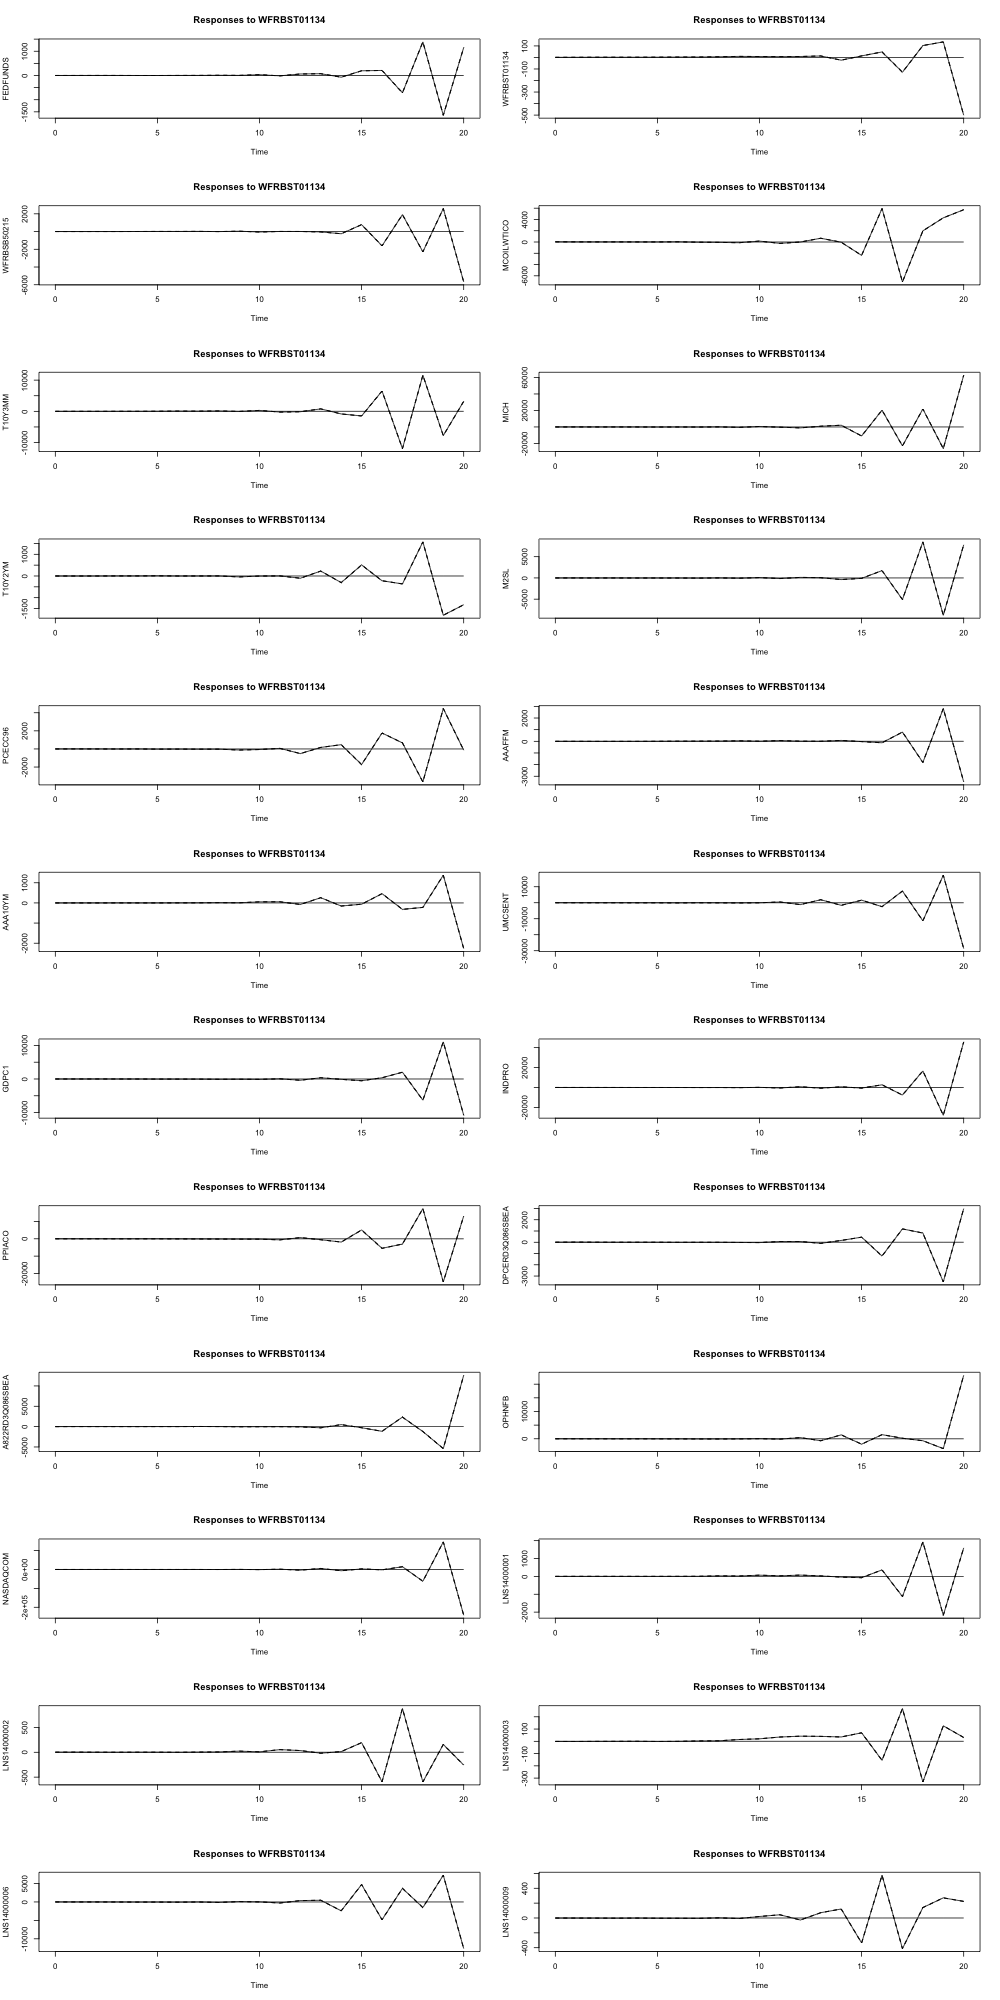 Responses to WFRBST01134
FEDFUNDS
-1500 0 1000
0 5 10 15 20
Time
Responses to WFRBST01134
WFRBST01134
-500 -300 -100 100
0 5 10 15 20
Time
Responses to WFRBST01134
WFRBSB50215
-6000 -2000 2000
0 5 10 15 20
Time
Responses to WFRBST01134
MCOILWTICO
-6000 0 4000
0 5 10 15 20
Time
Responses to WFRBST01134
T10Y3MM
-10000 0 10000
0 5 10 15 20
Time
Responses to WFRBST01134
MICH
-20000 20000 60000
0 5 10 15 20
Time
Responses to WFRBST01134
T10Y2YM
-1500 0 1000
0 5 10 15 20
Time
Responses to WFRBST01134
M2SL
-5000 0 5000
0 5 10 15 20
Time
Responses to WFRBST01134
PCECC96
-2000 2000
0 5 10 15 20
Time
Responses to WFRBST01134
AAAFFM
-3000 0 2000
0 5 10 15 20
Time
Responses to WFRBST01134
AAA10YM
-2000 0 1000
0 5 10 15 20
Time
Responses to WFRBST01134
UMCSENT
-30000 -10000 10000
0 5 10 15 20
Time
Responses to WFRBST01134
GDPC1
-10000 0 10000
0 5 10 15 20
Time
Responses to WFRBST01134
INDPRO
-20000 20000
0 5 10 15 20
Time
Responses to WFRBST01134
PPIACO
-20000 0
0 5 10 15 20
Time
Responses to WFRBST01134
DPCERD3Q086SBEA
-3000 0 2000
0 5 10 15 20
Time
Responses to WFRBST01134
A822RD3Q086SBEA
-5000 0 5000
0 5 10 15 20
Time
Responses to WFRBST01134
OPHNFB
0 10000
0 5 10 15 20
Time
Responses to WFRBST01134
NASDAQCOM
-2e+05 0e+00
0 5 10 15 20
Time
Responses to WFRBST01134
LNS14000001
-2000 0 1000
0 5 10 15 20
Time
Responses to WFRBST01134
LNS14000002
-500 0 500
0 5 10 15 20
Time
Responses to WFRBST01134
LNS14000003
-300 -100 100
0 5 10 15 20
Time
Responses to WFRBST01134
LNS14000006
-10000 0 5000
0 5 10 15 20
Time
Responses to WFRBST01134
LNS14000009
-400 0 400
0 5 10 15 20
Time